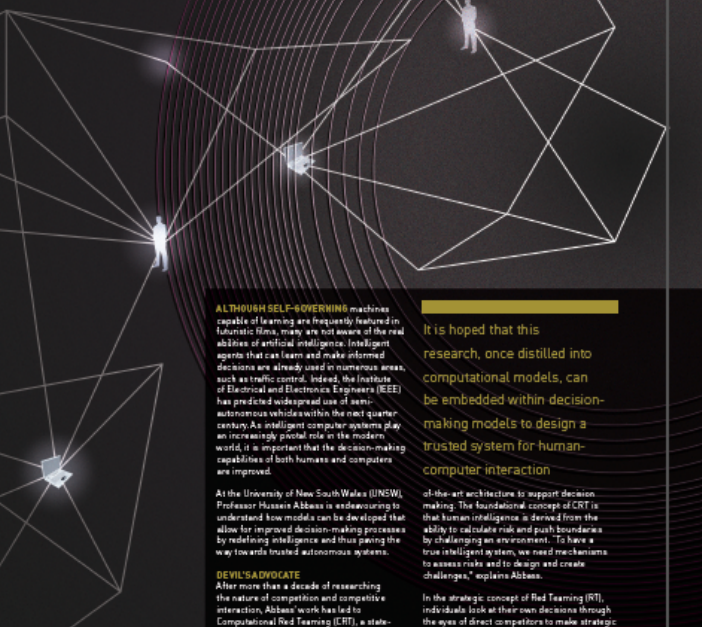 ALTHOUGH SELF-GOVERNING machines
capable of learning are frequently featured in
futuristic films, many are not aware of the real
abilities of artificial intelligence. Intelligent
agents that can learn and make informed
decisions are already used in numerous areas,
such as traffic control. Indeed, the Institute
of Electrical and Electronics Engineers (IEEE)
has predicted widespread use of semi-
autonomous vehicles within the next quarter
century. As intelligent computer systems play
an increasingly pivotal role in the modern
world, it is important that the decision-making
capabilities of both humans and computers
are improved.
At the University of New South Wales (UNSW),
Professor Hussein Abbass is endeavouring to
understand how models can be developed that
allow for improved decision-making processes
by redefining intelligence and thus paving the
way towards trusted autonomous systems.
DEVIL'S ADVOCATE
After more than a decade of researching
the nature of competition and competitive
interaction, Abbass' work has led to
Computational Red Teaming (CRT), a state-
It is hoped that this
research, once distilled into
computational models, can
be embedded within decision-
making models to design a
trusted system for human-
computer interaction
of-the-art architecture to support decision
making. The foundational concept of CRT is
that human intelligence is derived from the
ability to calculate risk and push boundaries
by challenging an environment. "To have a
true intelligent system, we need mechanisms
to assess risks and to design and create
challenges," explains Abbass.
In the strategic concept of Red Teaming (RT),
individuals look at their own decisions through
the eyes of direct competitors to make strategic